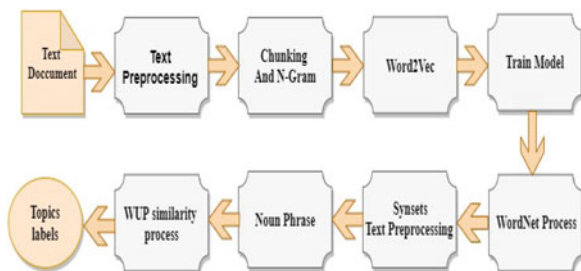 Text
Doccument
Text
Preprocessing
Chunking
And N-Gram
Word2Vec
Train Model
Topics
labels
WUP similarity
process
Noun Phrase
Synsets
Text Preprocessing
WordNet Process